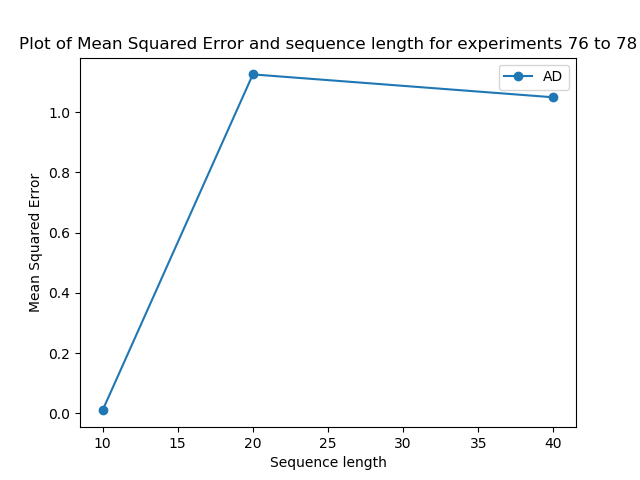 Plot of Mean Squared Error and sequence length for experiments 76 to 78
AD
1.0
0.8
0.6
0.4
0.2
0.0
Mean Squared Error
10 15 20 25 30 35 40
Sequence length